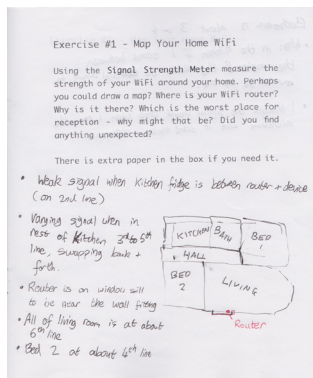 Exercise #1 - Map Your Home WiFi
Using the Signal Strength Meter measure the
strength of your WiFi around your home. Perhaps
you could draw a map? Where is your WiFi router?
Why is it there? Which is the worst place for
reception - why might that be? Did you find
anything unexpected?
There is extra paper in the box if you need it.
• Weak signal when kitchen fridge is between router + device
(on 2nd line)
• Varying signal when in
rest of kitchen 3rd to 5th
line, swapping back +
forth.
• Router is on window sill
to be near the wall fitting
• All of living room is at about
6th line
• Bed 2 at about 4th line
KITCHEN
BATH
BED
HALL
BED
2
LIVING
Router